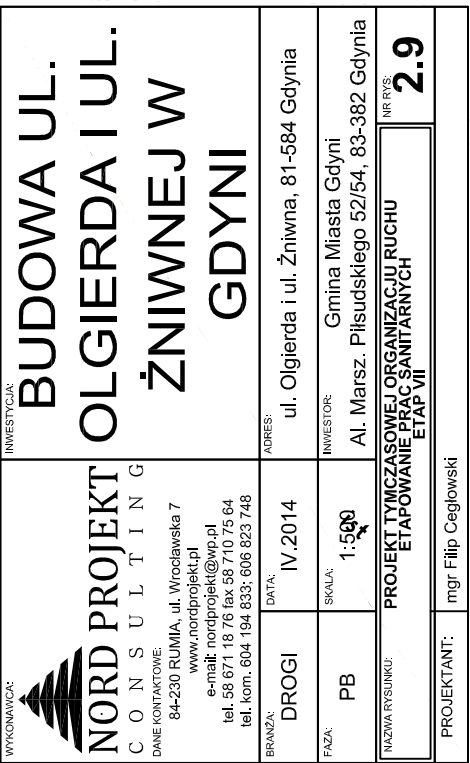 WYKONAWCA:
NORD PROJEKT
CONSULTING
DANE KONTAKTOWE:
84-230 RUMIA, ul. Wrocławska 7
www.nordprojekt.pl
e-mail: nordprojekt@wp.pl
tel. 58 671 18 76 fax 58 710 75 64
tel. kom. 604 194 833; 606 823 748
INWESTYCJA:
BUDOWA UL.
OLGIERDA I UL.
ŻNIWNEJ W
GDYNI
BRANŻA:
DROGI
DATA:
IV.2014
ADRES:
ul. Olgierda i ul. Żniwna, 81-584 Gdynia
FAZA:
PB
SKALA:
INWESTOR:
Gmina Miasta Gdyni
Al. Marsz. Piłsudskiego 52/54, 83-382 Gdynia
NAZWA RYSUNKU:
PROJEKT TYMCZASOWEJ ORGANIZACJU RUCHU
ETAPOWANIE PRAC SANITARNYCH
ETAP VII
NR RYS:
2.9
PROJEKTANT:
mgr Filip Cegłowski